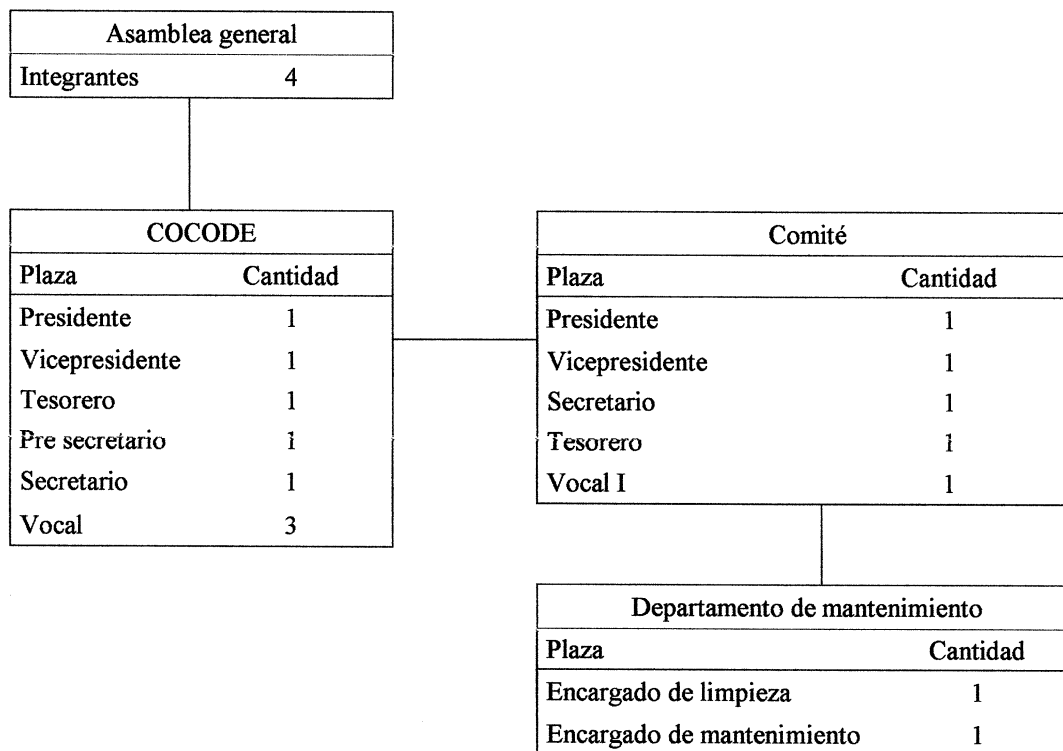 Asamblea general
Integrantes 4
COCODE
Plaza Cantidad
Presidente 1
Vicepresidente 1
Tesorero 1
Pre secretario 1
Secretario 1
Vocal 3
Comité
Plaza Cantidad
Presidente 1
Vicepresidente 1
Secretario 1
Tesorero 1
Vocal I 1
Departamento de mantenimiento
Plaza Cantidad
Encargado de limpieza 1
Encargado de mantenimiento 1